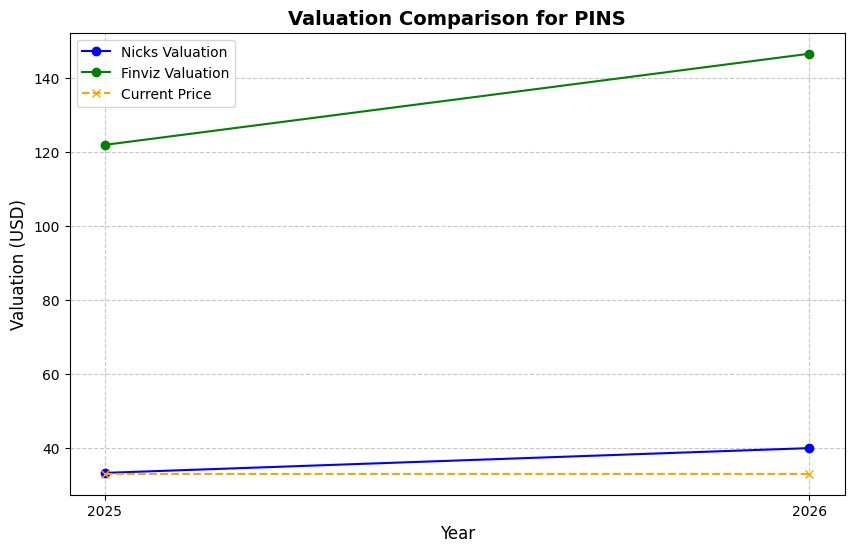 Valuation Comparison for PINS
Nicks Valuation
Finviz Valuation
Current Price
Valuation (USD)
140
120
100
80
60
40
2025
2026
Year